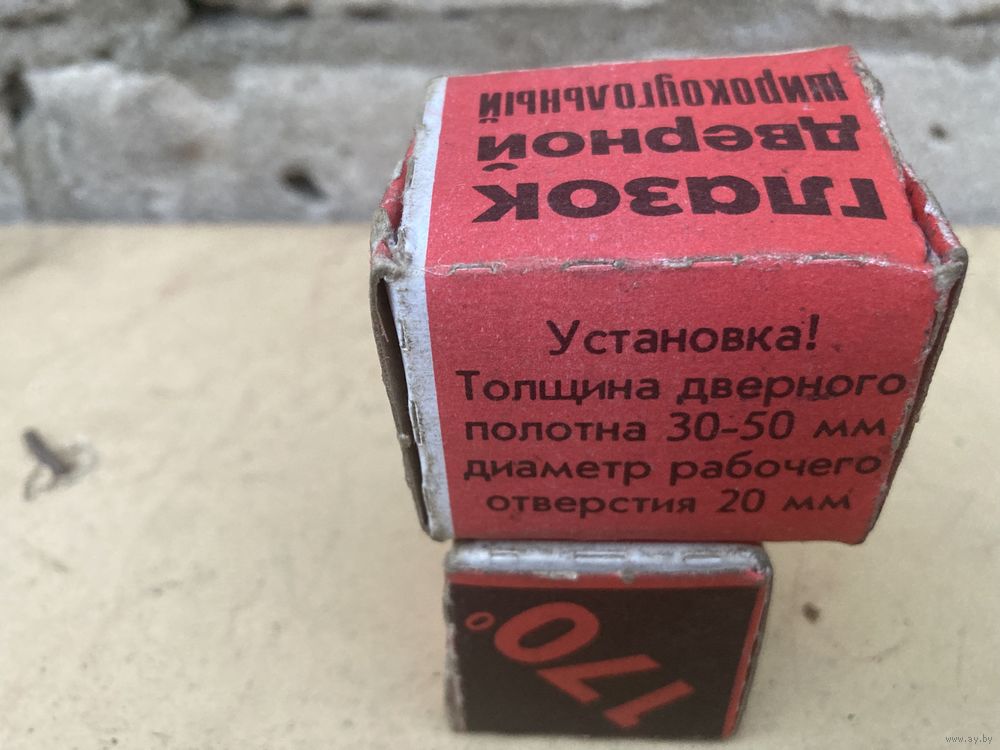 глазок
дверной
широкоугольный
Установка!
Толщина дверного
полотна 30-50 мм
диаметр рабочего
отверстия 20 мм
170°
www.ay.by